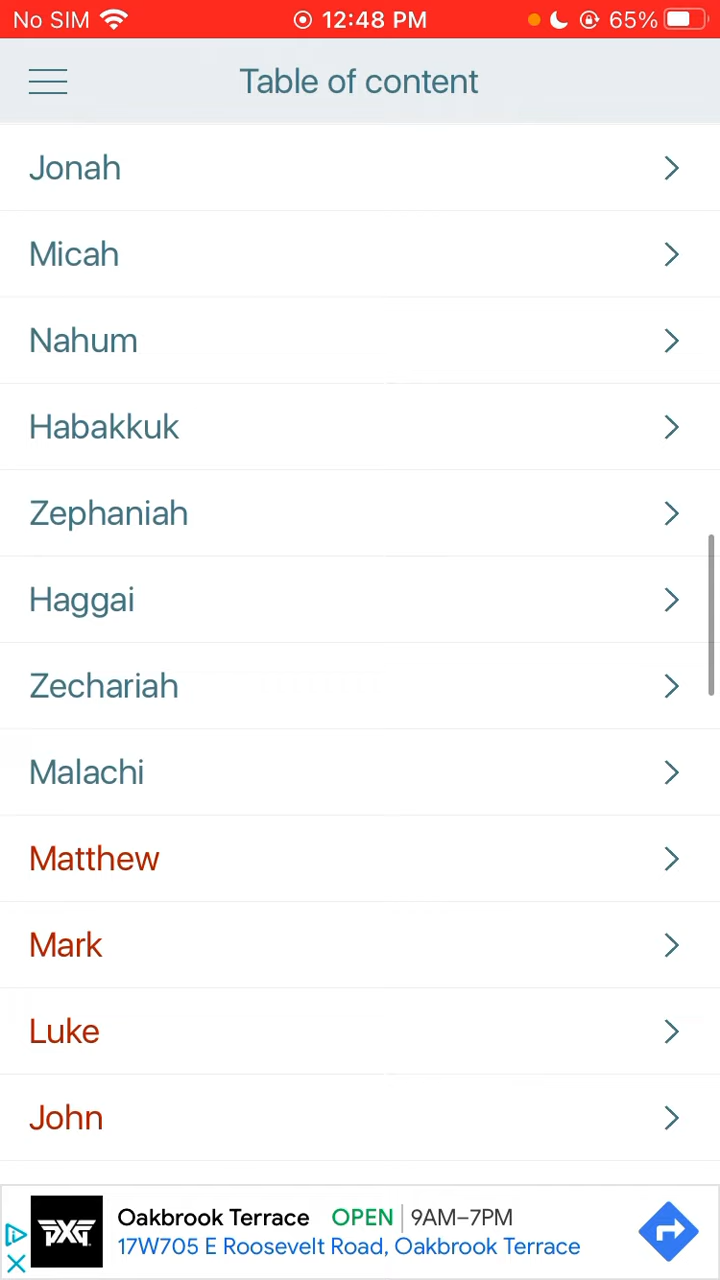 No SIM 12:48 PM 65%
Table of content
Jonah
Micah
Nahum
Habakkuk
Zephaniah
Haggai
Zechariah
Malachi
Matthew
Mark
Luke
John
PXG
Oakbrook Terrace OPEN 9AM–7PM
17W705 E Roosevelt Road, Oakbrook Terrace